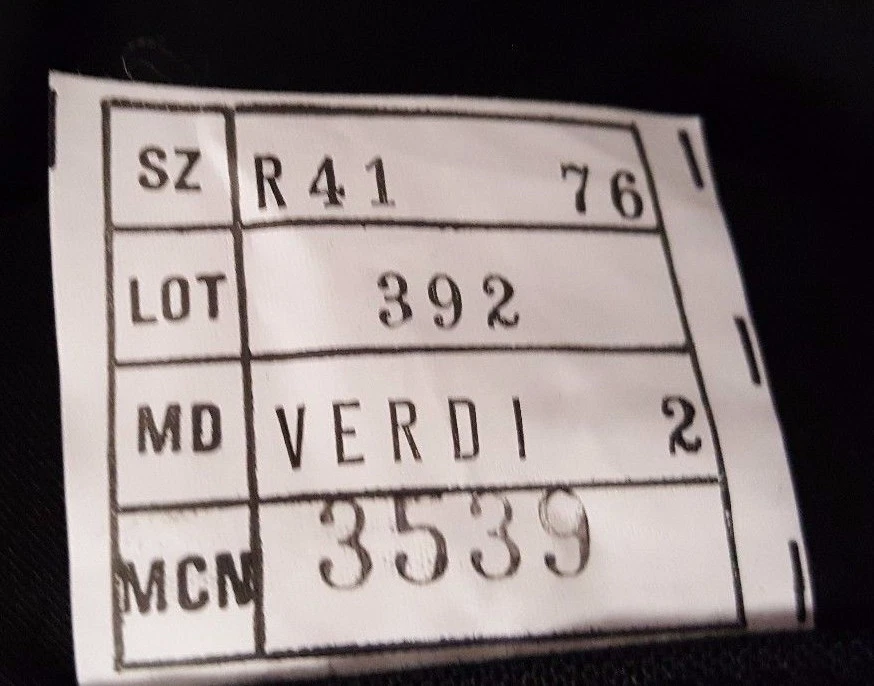 SZ R41 76
LOT 392
MD VERDI 2
MCN 3539